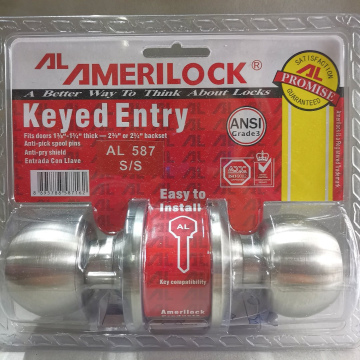 AL AMERILOCK®
A Better Way To Think About Locks
Keyed Entry
Fits doors 1⅜"-1¾" thick — 2⅜" or 2¾" backset
Anti-pick spool pins
Anti-pry shield
Entrada Con Llave
AL 587
S/S
ANSI
Grade3
SATISFACTION
AL
PROMISE
GUARANTEED
Easy to
Install
AL
Key compatibility
Amerilock